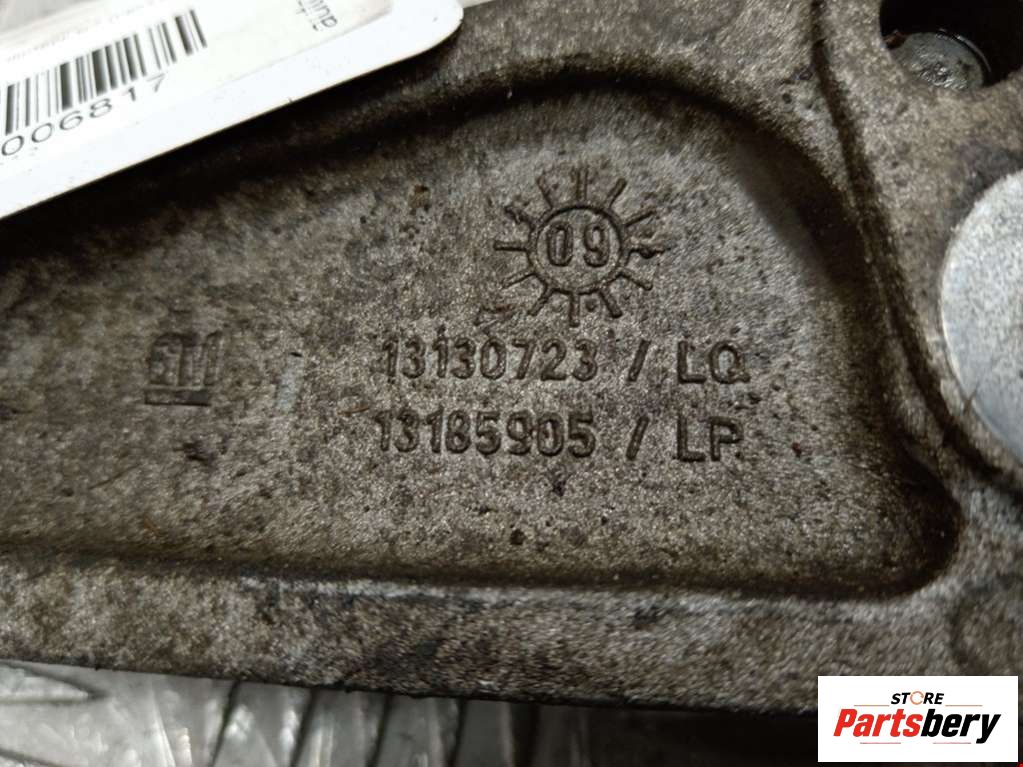 006817
09
GM
13130723 / LQ
13185905 / LP
STORE
Partsbery